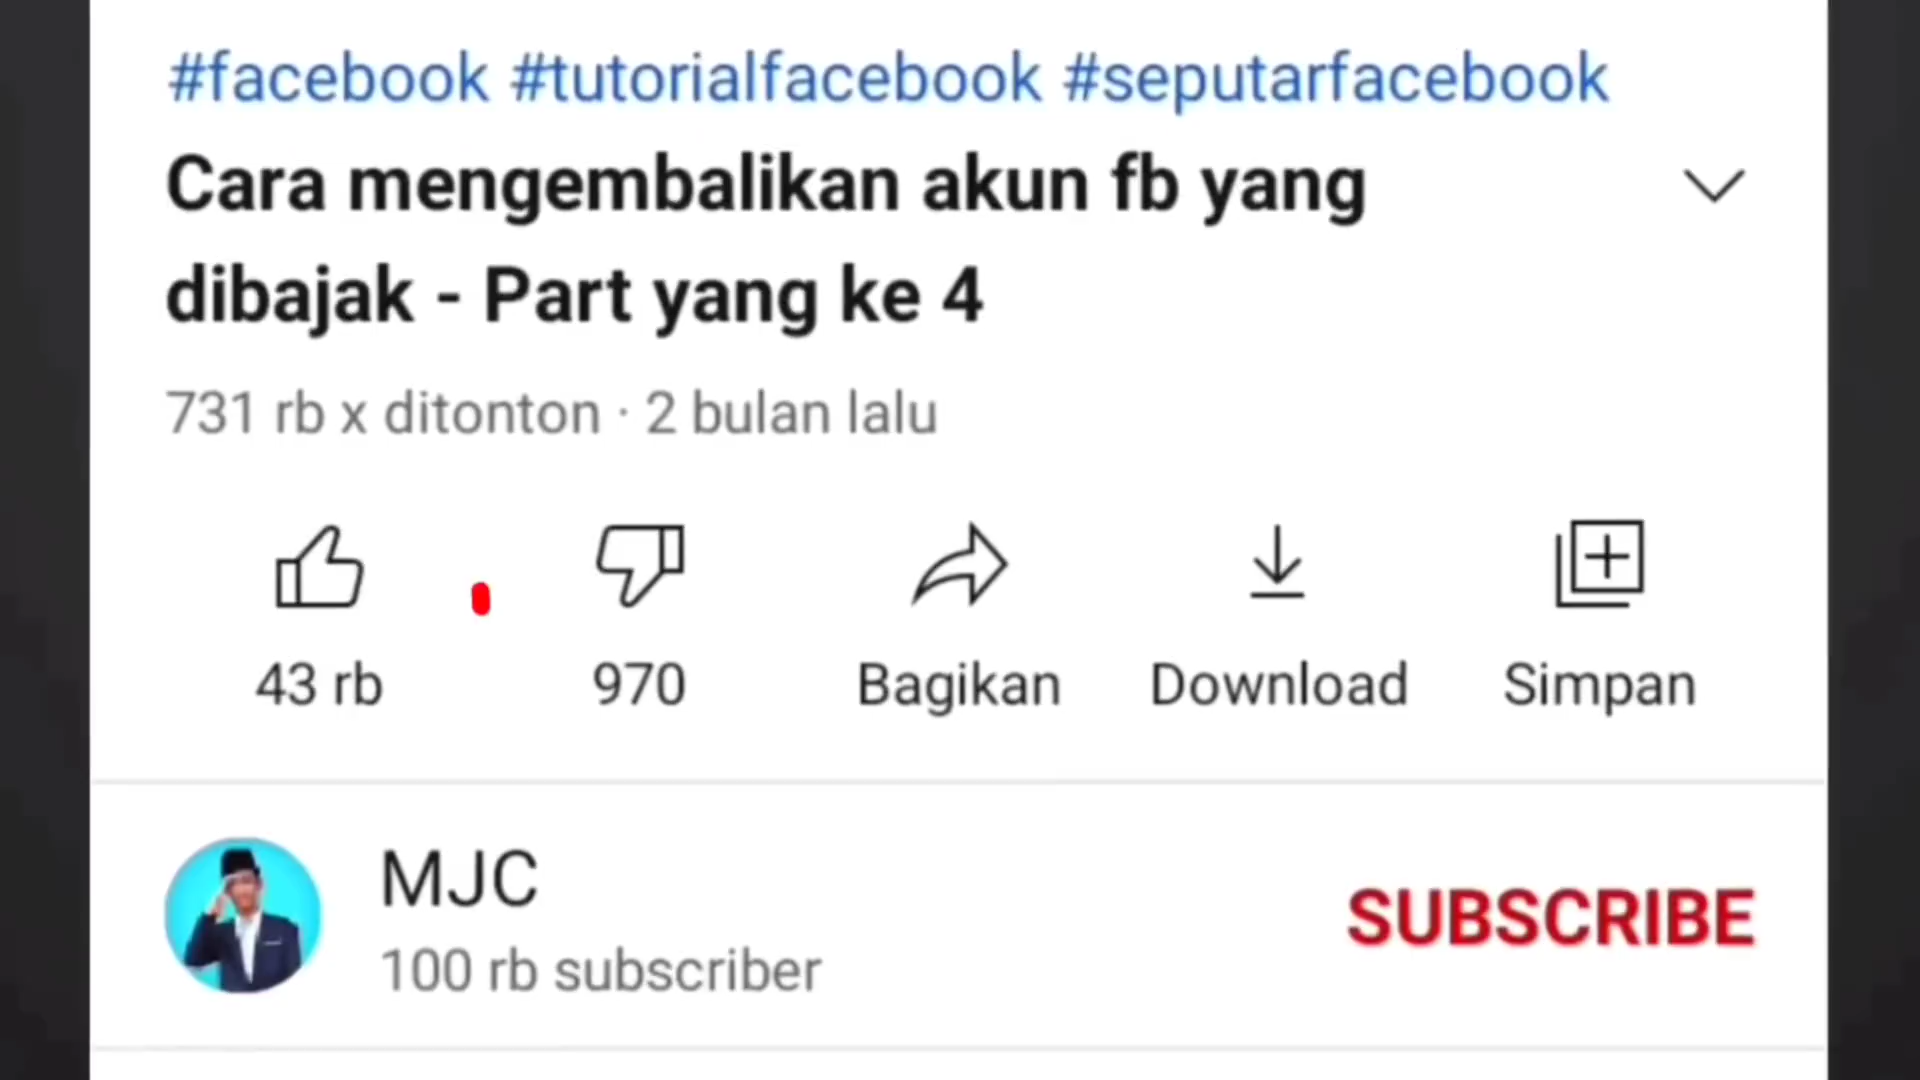 #facebook #tutorialfacebook #seputarfacebook
Cara mengembalikan akun fb yang
dibajak - Part yang ke 4
731 rb x ditonton · 2 bulan lalu
43 rb
970
Bagikan
Download
Simpan
MJC
100 rb subscriber
SUBSCRIBE